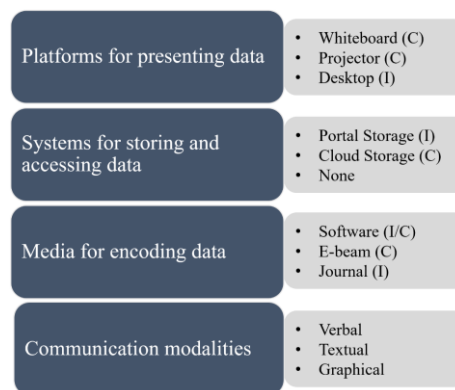 Platforms for presenting data
• Whiteboard (C)
• Projector (C)
• Desktop (I)
Systems for storing and
accessing data
• Portal Storage (I)
• Cloud Storage (C)
• None
Media for encoding data
• Software (I/C)
• E-beam (C)
• Journal (I)
Communication modalities
• Verbal
• Textual
• Graphical